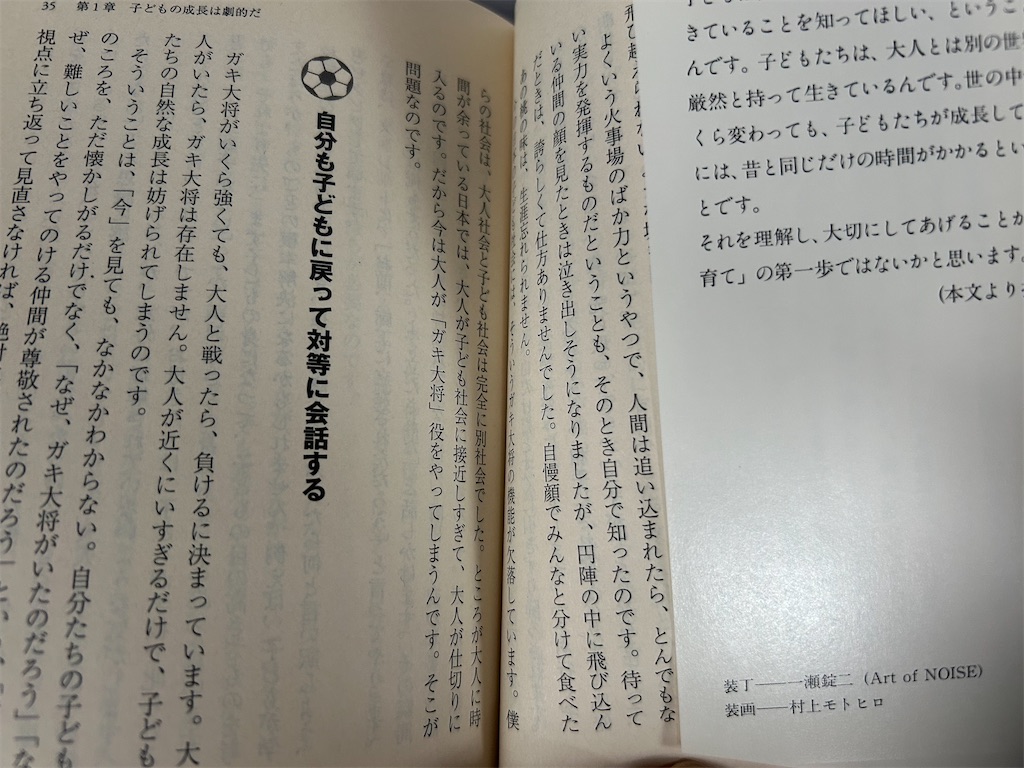 きていることを知ってほしい、というこ
んです。子どもたちは、大人とは別の世
厳然と持って生きているんです。世の中
くら変わっても、子どもたちが成長して
には、昔と同じだけの時間がかかるとい
とです。
それを理解し、大切にしてあげることが
育て」の第一歩ではないかと思います。
(本文より
装丁――一瀬錠二（Art of NOISE）
装画――村上モトヒロ
よくいう火事場のばか力というやつで、人間は追い込まれたら、とんでもな
い実力を発揮するものだということも、そのとき自分で知ったのです。待って
いる仲間の顔を見たときは泣き出しそうになりましたが、円陣の中に飛び込ん
だときは、誇らしくて仕方ありませんでした。自慢顔でみんなと分けて食べた
あの桃の味は、生涯忘れられません。
そういうガキ大将の機能が欠落しています。僕
らの社会は、大人社会と子ども社会は完全に別社会でした。ところが大人に時
間が余っている日本では、大人が子ども社会に接近しすぎて、大人が仕切りに
入るのです。だから今は大人が「ガキ大将」役をやってしまうんです。そこが
問題なのです。
35 第1章 子どもの成長は劇的だ
自分も子どもに戻って対等に会話する
ガキ大将がいくら強くても、大人と戦ったら、負けるに決まっています。大
人がいたら、ガキ大将は存在しません。大人が近くにいすぎるだけで、子ども
たちの自然な成長は妨げられてしまうのです。
そういうことは、「今」を見ても、なかなかわからない。自分たちの子ども
のころを、ただ懐かしがるだけでなく、「なぜ、ガキ大将がいたのだろう」「な
ぜ、難しいことをやってのける仲間が尊敬されたのだろう」と
視点に立ち返って見直さなければ、絶対